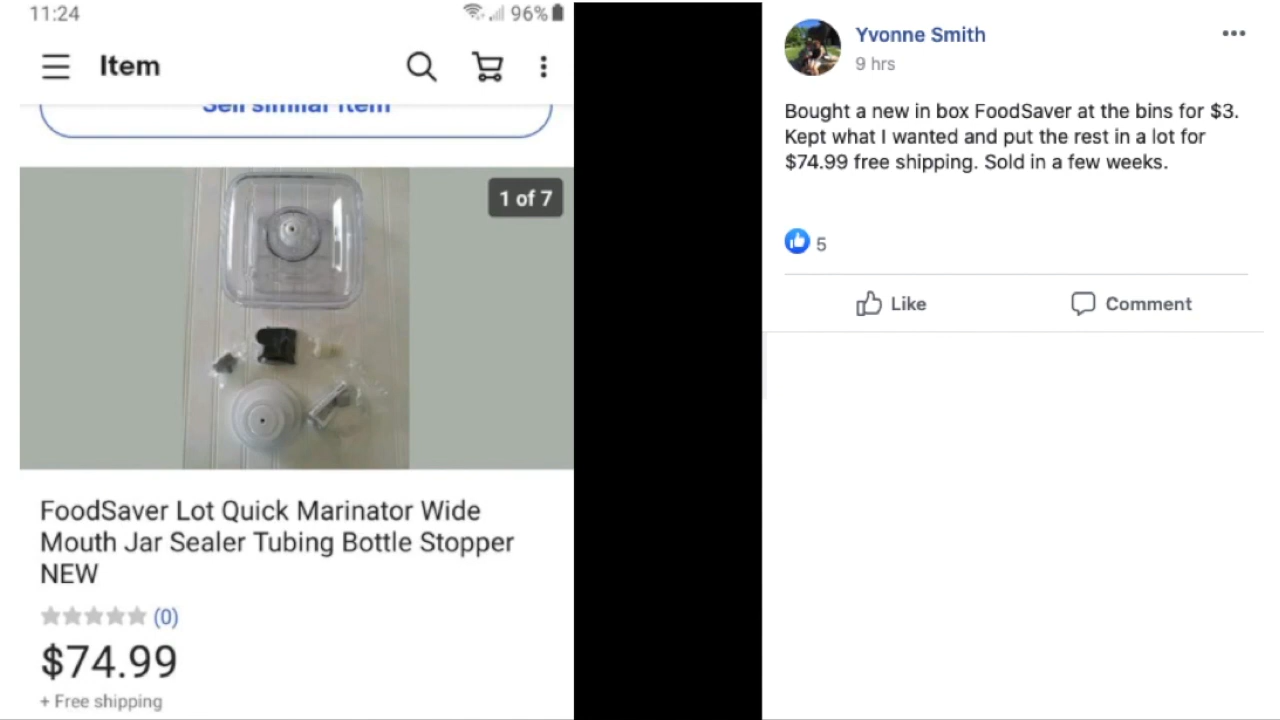 11:24
96%
Item
Sell similar item
1 of 7
FoodSaver Lot Quick Marinator Wide
Mouth Jar Sealer Tubing Bottle Stopper
NEW
(0)
$74.99
+ Free shipping
Yvonne Smith
9 hrs
Bought a new in box FoodSaver at the bins for $3.
Kept what I wanted and put the rest in a lot for
$74.99 free shipping. Sold in a few weeks.
5
Like
Comment